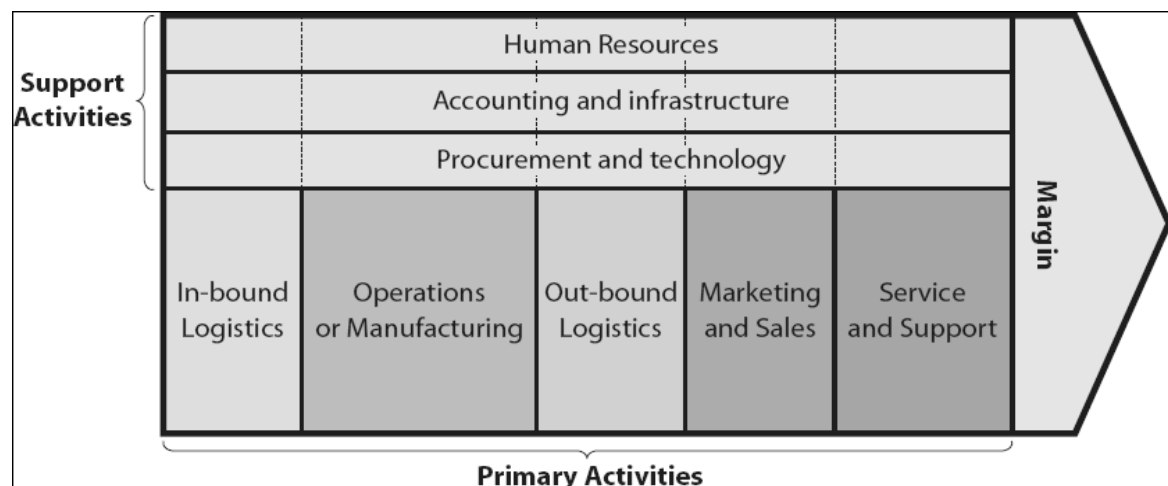 Human Resources
Support
Activities
Accounting and infrastructure
Procurement and technology
Margin
In-bound
Logistics
Operations
or Manufacturing
Out-bound
Logistics
Marketing
and Sales
Service
and Support
Primary Activities